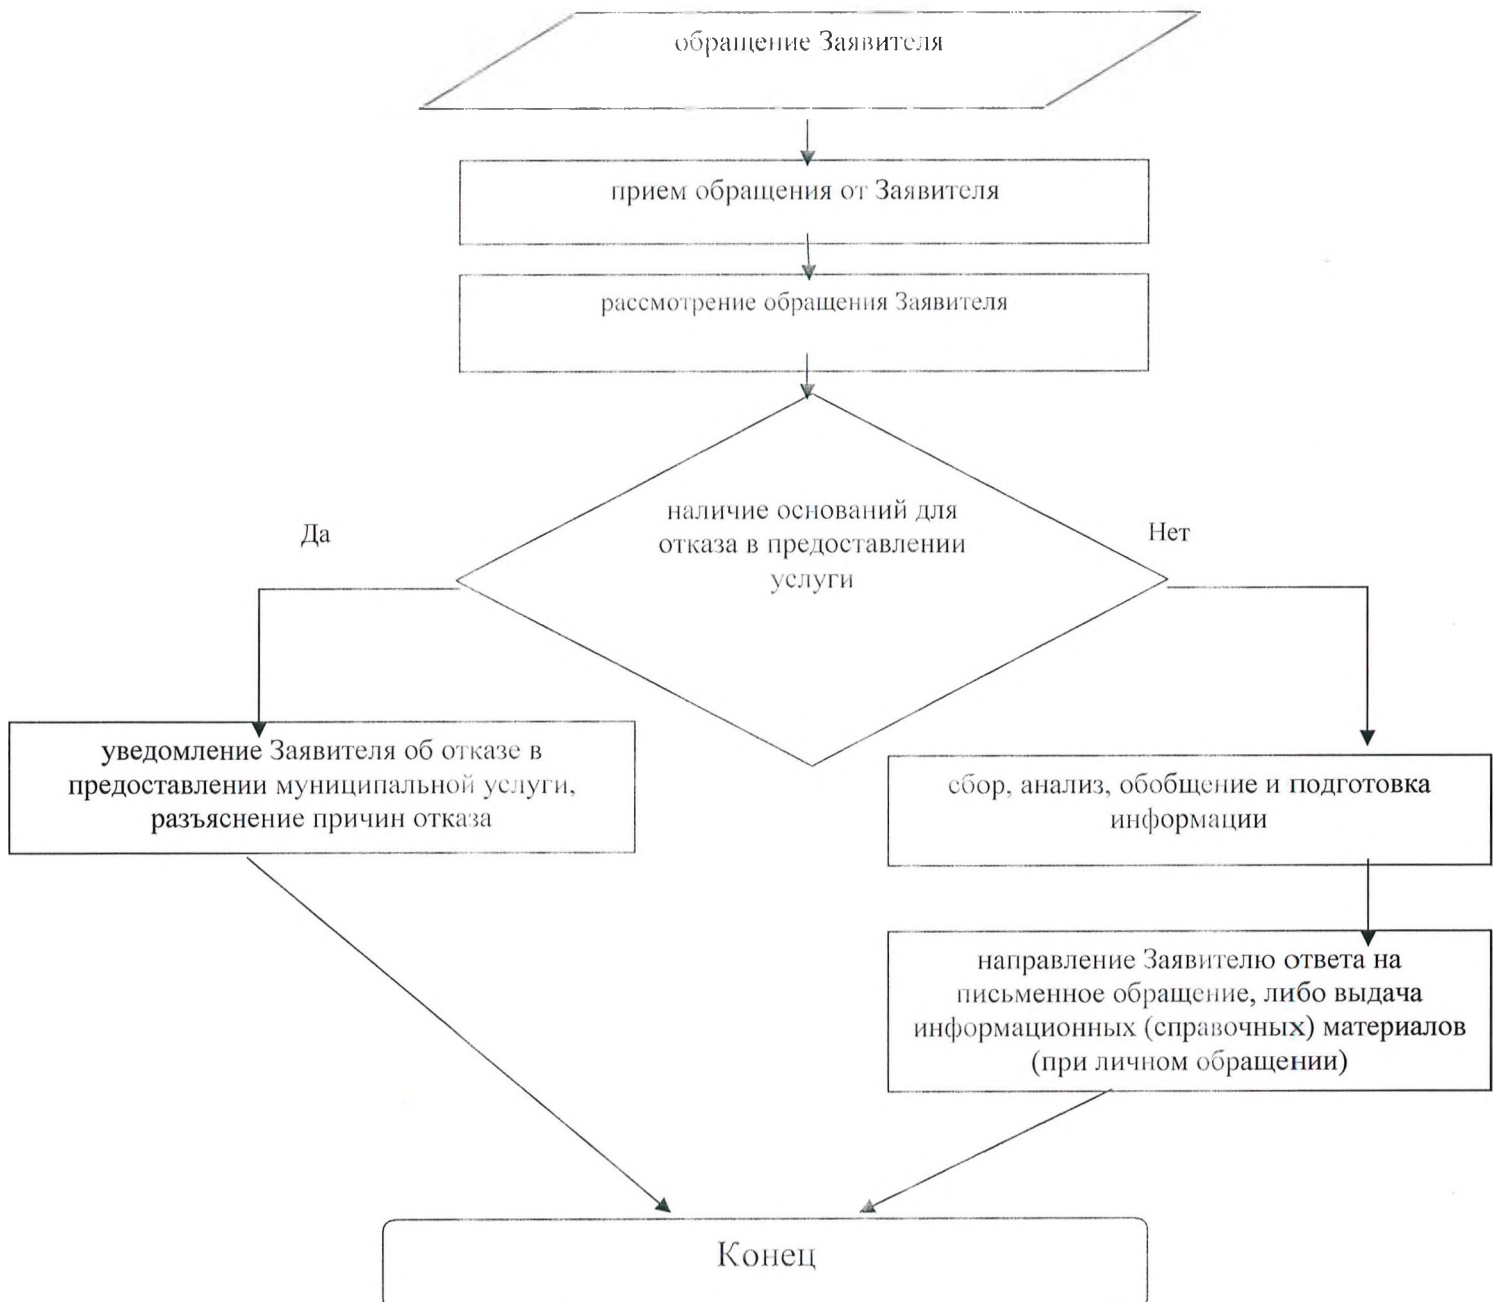 обращение Заявителя
прием обращения от Заявителя
рассмотрение обращения Заявителя
наличие оснований для
отказа в предоставлении
услуги
Да
Нет
уведомление Заявителя об отказе в
предоставлении муниципальной услуги,
разъяснение причин отказа
сбор, анализ, обобщение и подготовка
информации
направление Заявителю ответа на
письменное обращение, либо выдача
информационных (справочных) материалов
(при личном обращении)
Конец